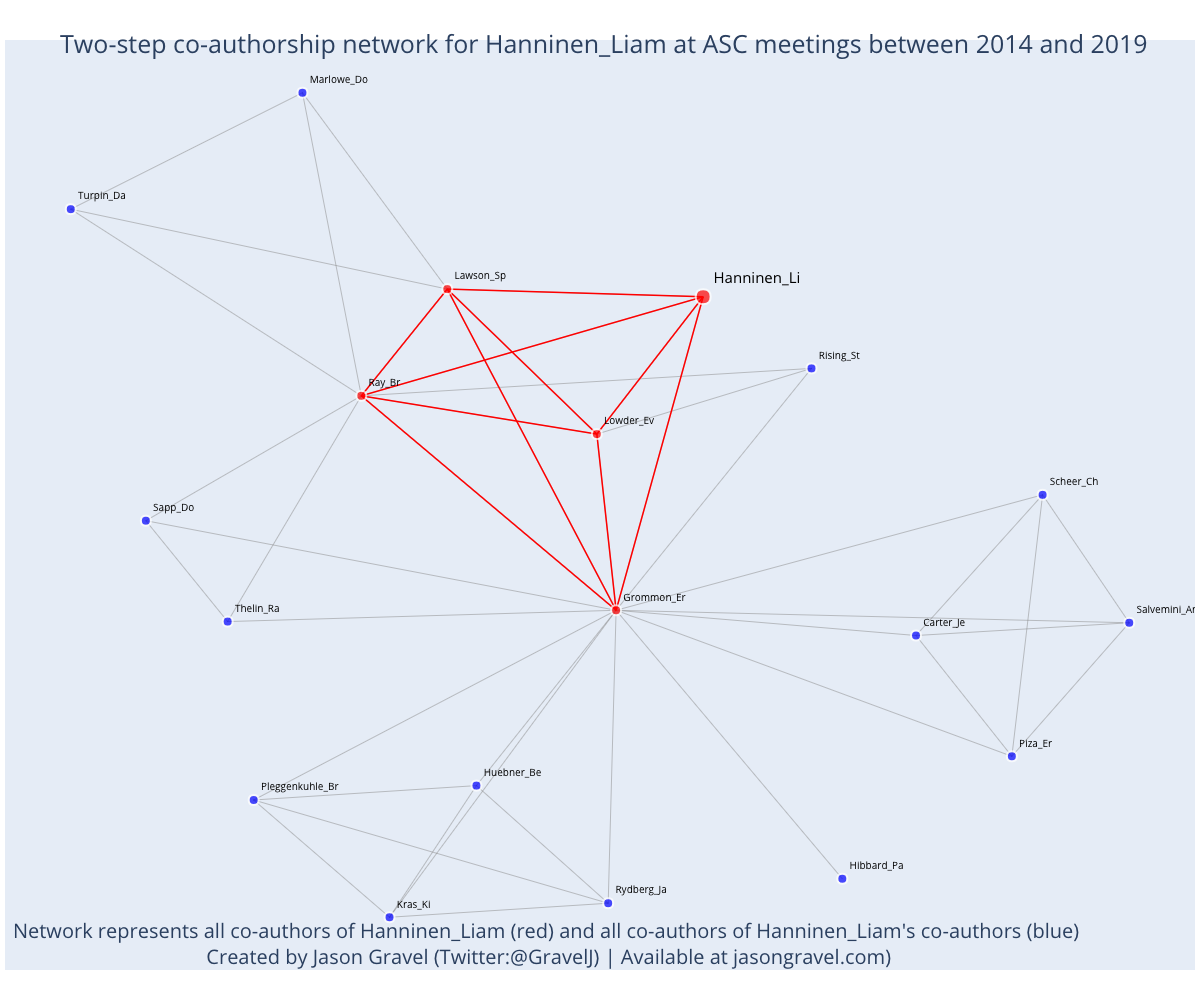 Two-step co-authorship network for Hanninen_Liam at ASC meetings between 2014 and 2019
Marlowe_Do
Turpin_Da
Lawson_Sp
Hanninen_Li
Rising_St
Ray_Br
Lowder_Ev
Scheer_Ch
Sapp_Do
Grommon_Er
Thelin_Ra
Salvemini_An
Carter_Je
Piza_Er
Huebner_Be
Pleggenkuhle_Br
Hibbard_Pa
Rydberg_Ja
Kras_Ki
Network represents all co-authors of Hanninen_Liam (red) and all co-authors of Hanninen_Liam's co-authors (blue)
Created by Jason Gravel (Twitter:@GravelJ) | Available at jasongravel.com)